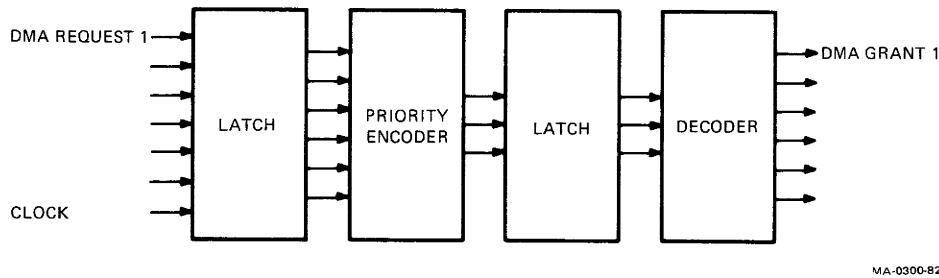 DMA REQUEST 1
DMA GRANT 1
LATCH
PRIORITY
ENCODER
LATCH
DECODER
CLOCK
MA-0300-82